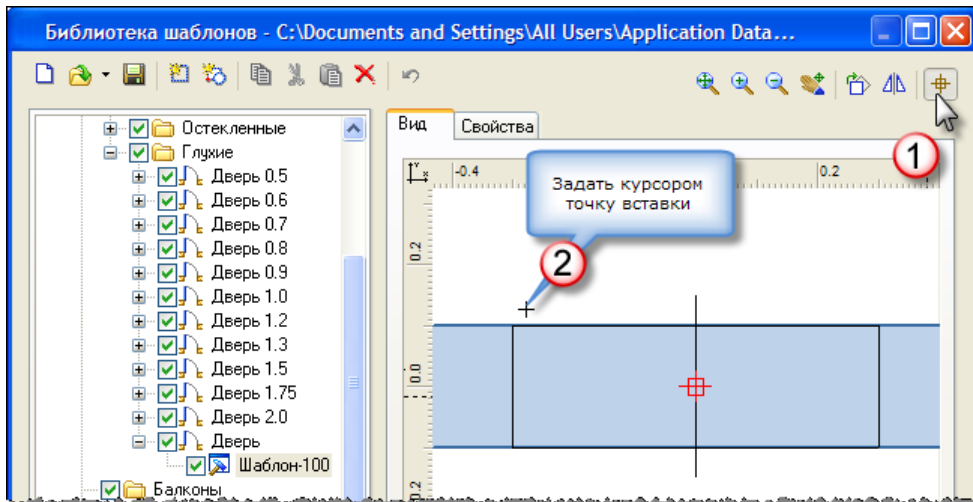 Библиотека шаблонов - C:\Documents and Settings\All Users\Application Data...
Остекленные
Глухие
Дверь 0.5
Дверь 0.6
Дверь 0.7
Дверь 0.8
Дверь 0.9
Дверь 1.0
Дверь 1.2
Дверь 1.3
Дверь 1.5
Дверь 1.75
Дверь 2.0
Дверь
Шаблон-100
Балконы
Вид Свойства
Y X -0.4 0.2
Задать курсором
точку вставки
1
2
0.2
0.0
0.2